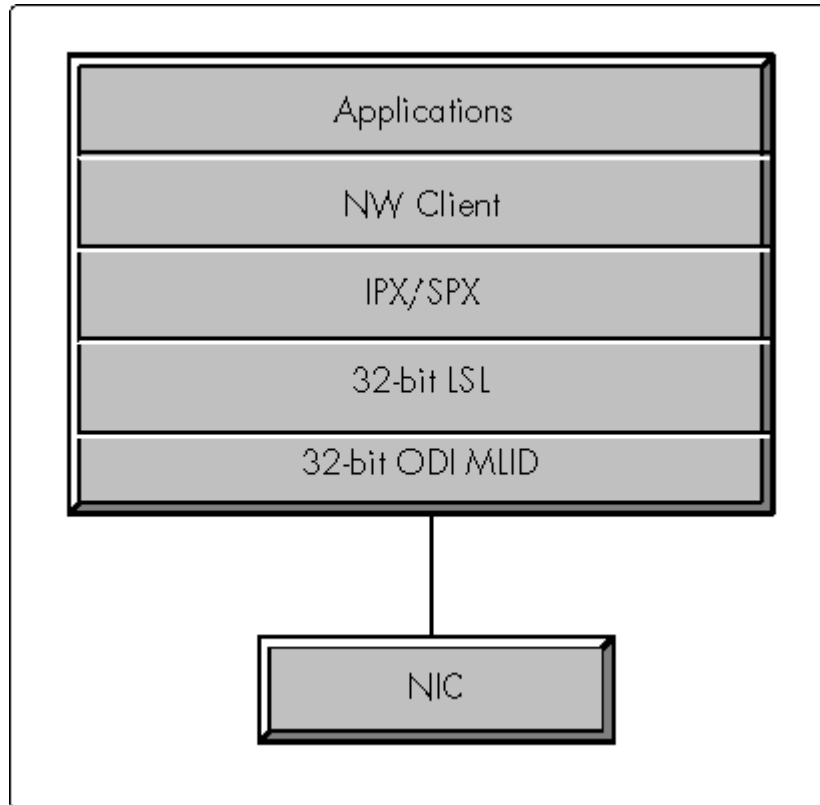 Applications
NW Client
IPX/SPX
32-bit LSL
32-bit ODI MLID
NIC